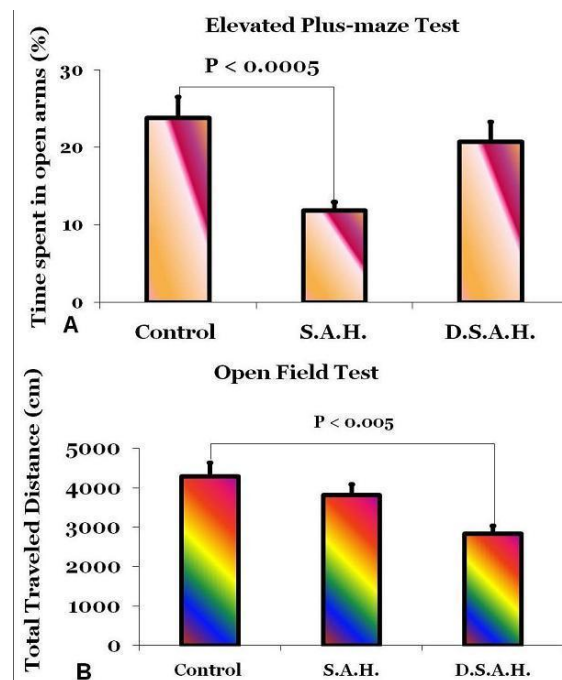 Elevated Plus-maze Test
P < 0.0005
Time spent in open arms (%)
30
20
10
0
A
Control
S.A.H.
D.S.A.H.
Open Field Test
P < 0.005
Total Traveled Distance (cm)
5000
4000
3000
2000
1000
0
B
Control
S.A.H.
D.S.A.H.